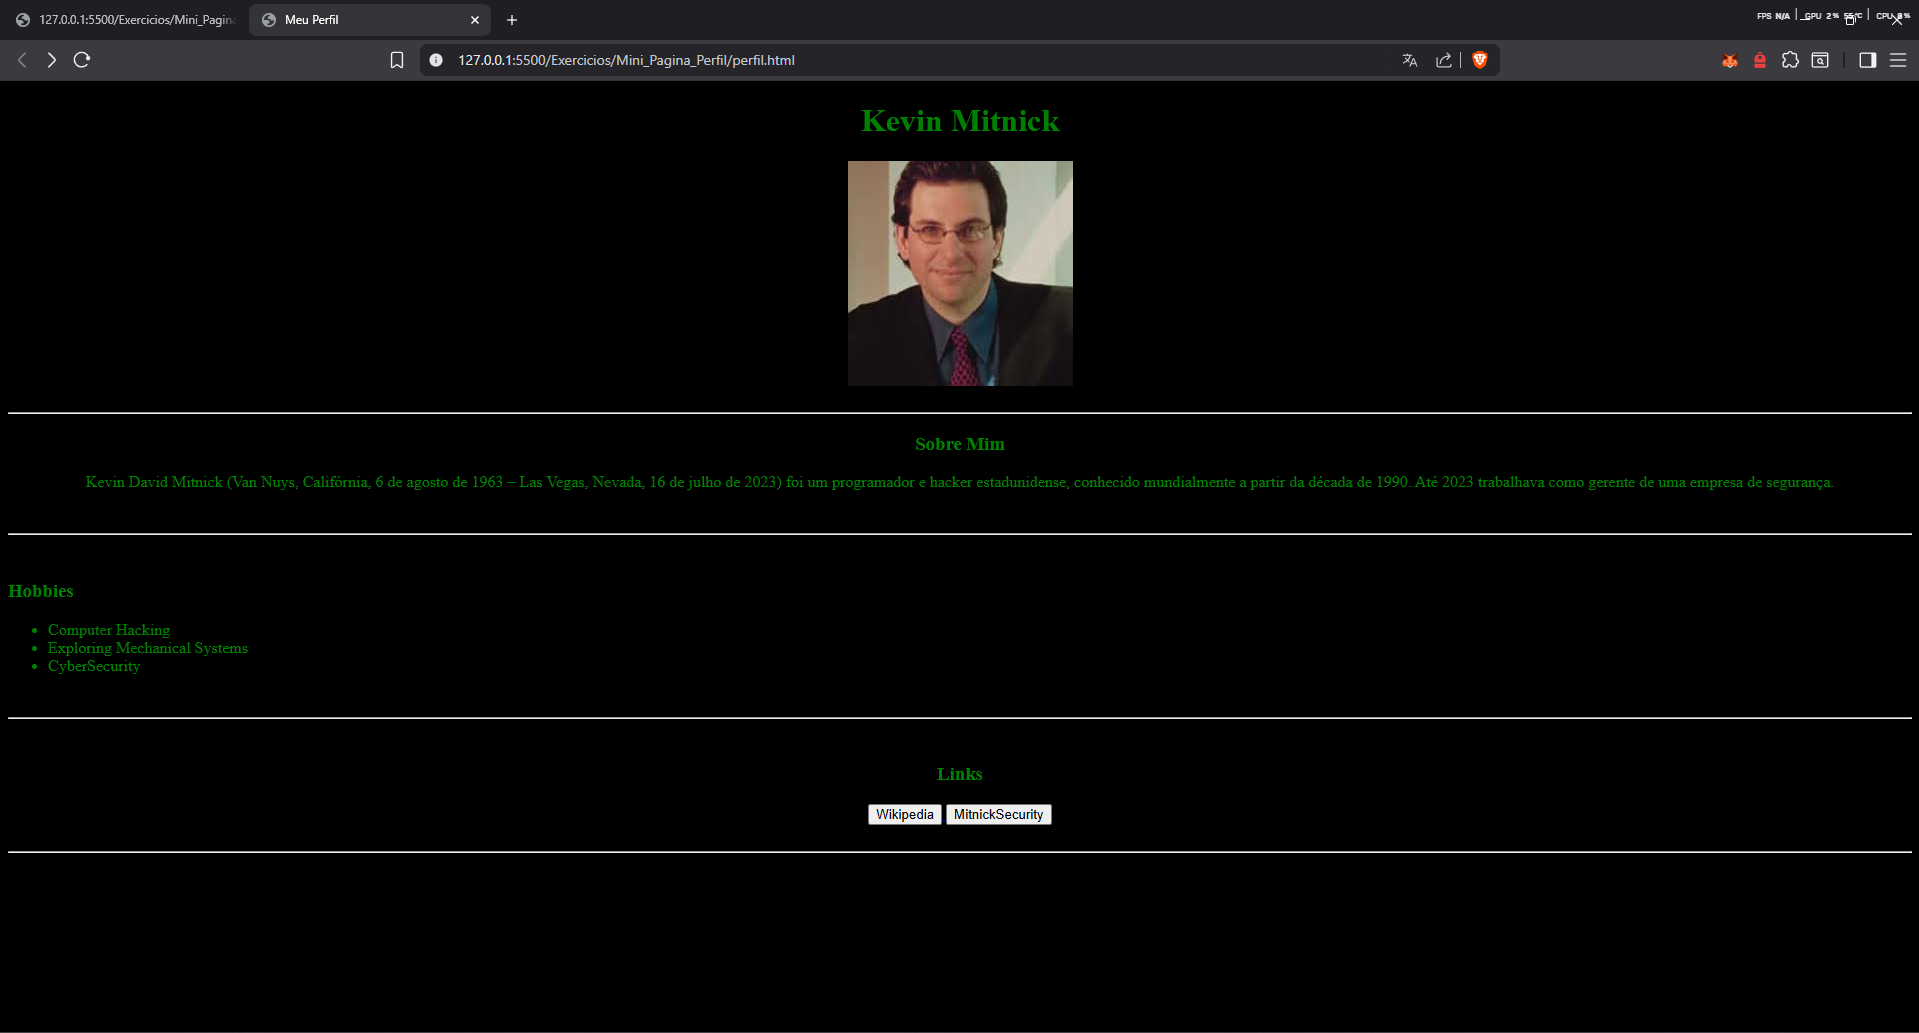 127.0.0.1:5500/Exercicios/Mini_Pagina
Meu Perfil
FPS N/A GPU 2% 55°C CPU
127.0.0.1:5500/Exercicios/Mini_Pagina_Perfil/perfil.html
Kevin Mitnick
Sobre Mim
Kevin David Mitnick (Van Nuys, Califórnia, 6 de agosto de 1963 – Las Vegas, Nevada, 16 de julho de 2023) foi um programador e hacker estadunidense, conhecido mundialmente a partir da década de 1990. Até 2023 trabalhava como gerente de uma empresa de segurança.
Hobbies
• Computer Hacking
• Exploring Mechanical Systems
• CyberSecurity
Links
Wikipedia MitnickSecurity